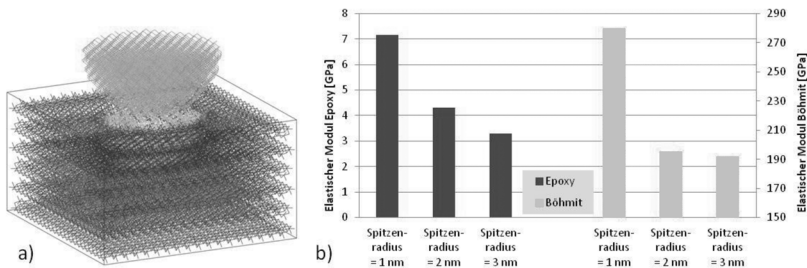 a)
b)
Elastischer Modul Epoxy [GPa]
8
7
6
5
4
3
2
1
0
Epoxy
Böhmit
290
270
250
230
210
190
170
150
Elastischer Modul Böhmit [GPa]
Spitzen-
radius
= 1 nm
Spitzen-
radius
= 2 nm
Spitzen-
radius
= 3 nm
Spitzen-
radius
= 1 nm
Spitzen-
radius
= 2 nm
Spitzen-
radius
= 3 nm